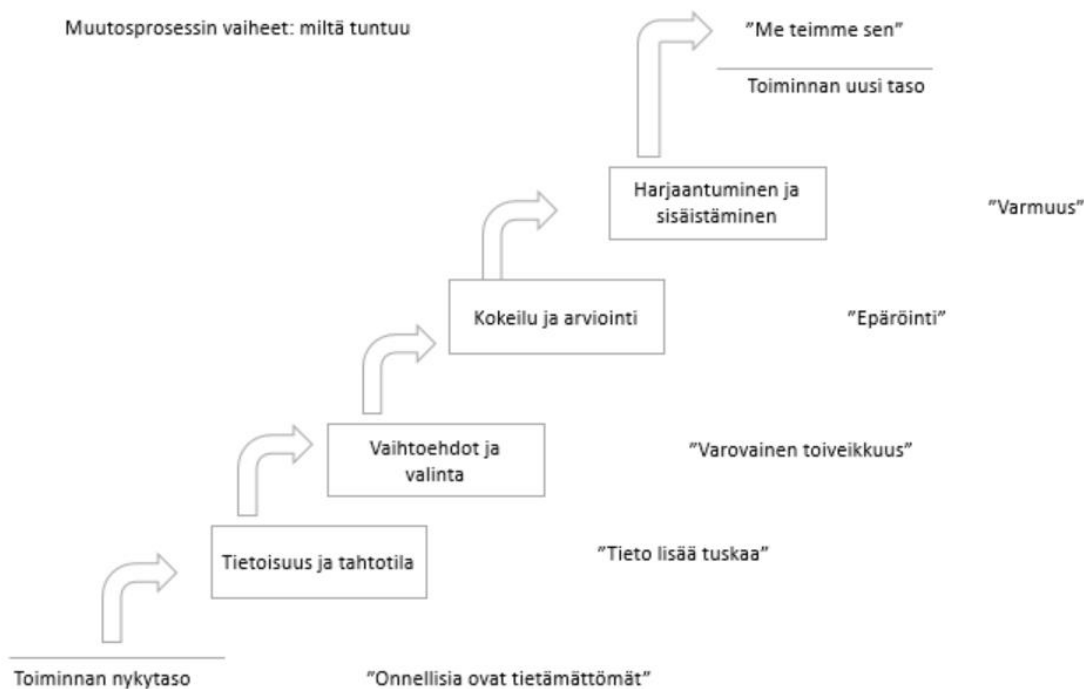 Muutosprosessin vaiheet: miltä tuntuu
”Me teimme sen”
Toiminnan uusi taso
Harjaantuminen ja
sisäistäminen
”Varmuus”
Kokeilu ja arviointi
”Epäröinti”
Vaihtoehdot ja
valinta
”Varovainen toiveikkuus”
Tietoisuus ja tahtotila
”Tieto lisää tuskaa”
Toiminnan nykytaso
”Onnellisia ovat tietämättömät”